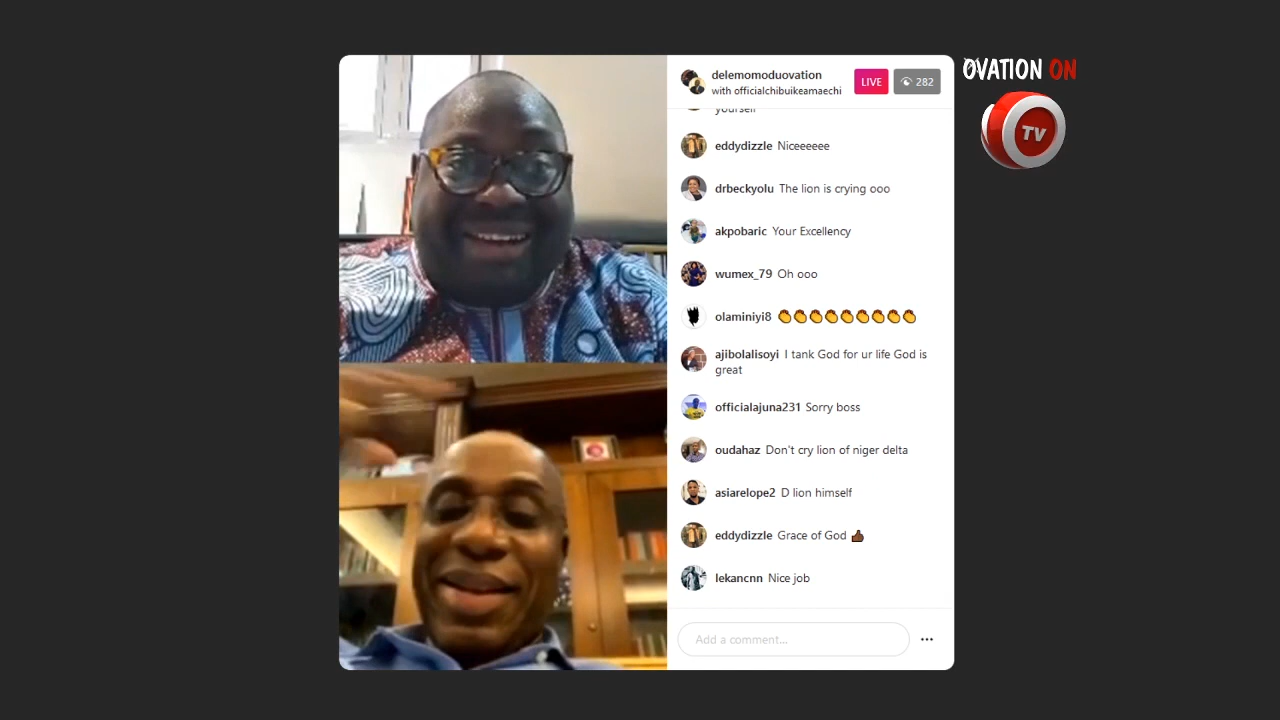 delemomoduovation
with officialchibuikeamaechi
LIVE
282
OVATION ON
TV
yourself
eddydizzle Niceeeeee
drbeckyolu The lion is crying ooo
akpobaric Your Excellency
wumex_79 Oh ooo
olaminiyi8 👏👏👏👏👏👏👏👏👏
ajibolalisoyi I tank God for ur life God is
great
officialajuna231 Sorry boss
oudahaz Don't cry lion of niger delta
asiarelope2 D lion himself
eddydizzle Grace of God 👍🏿
lekancnn Nice job
Add a comment...